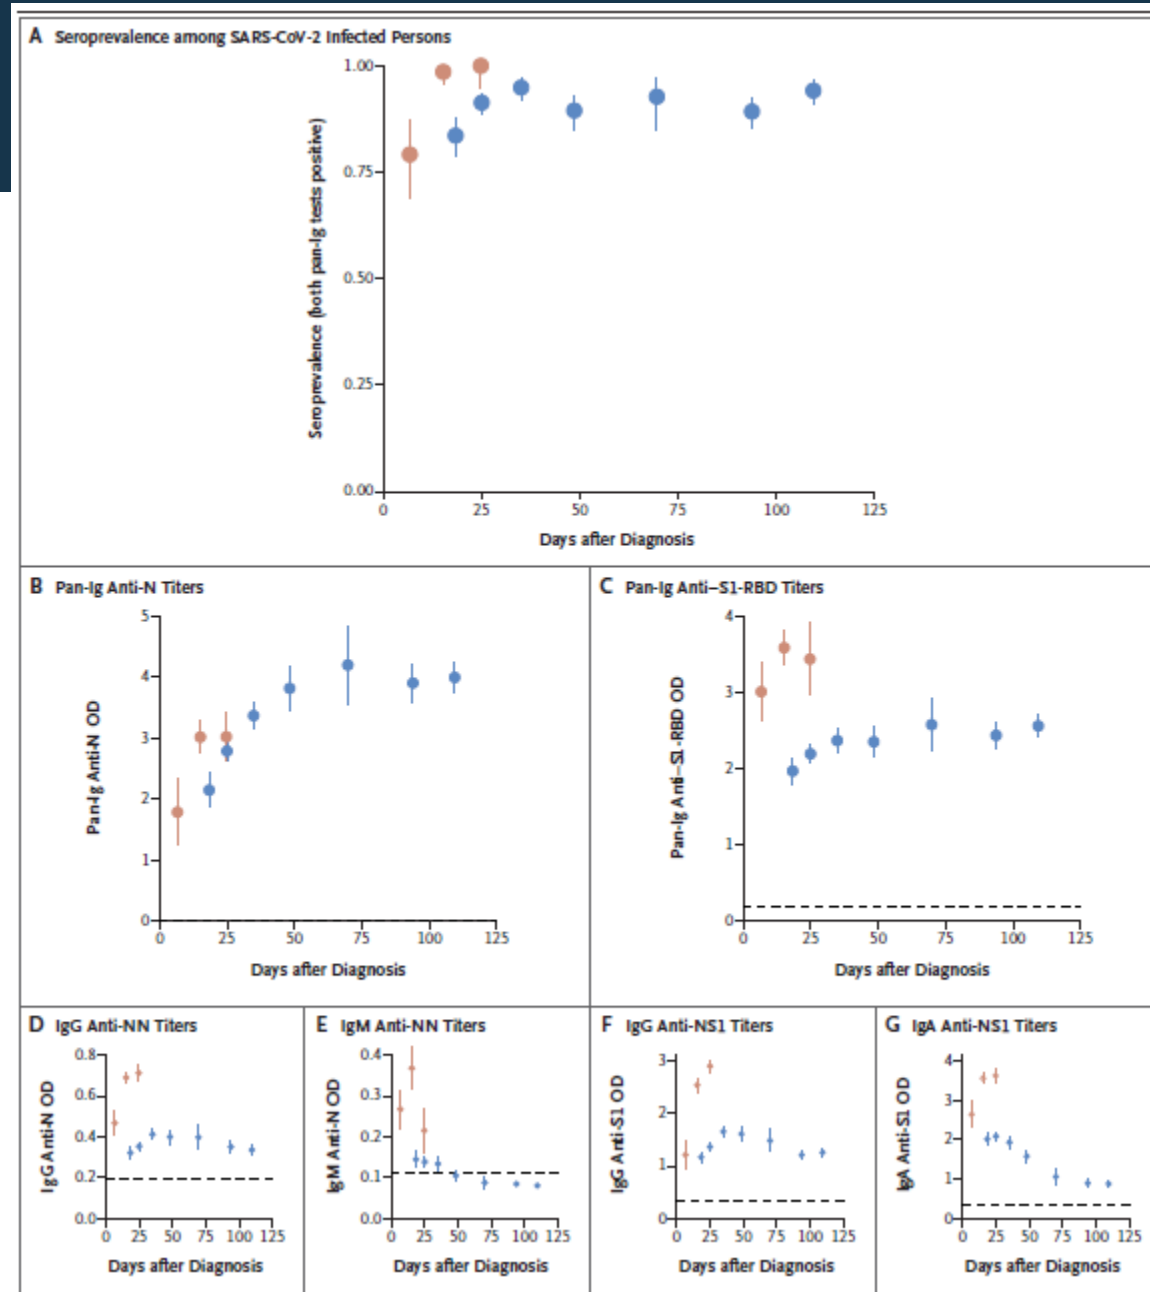 A Seroprevalence among SARS-CoV-2 Infected Persons
Seroprevalence (both pan-Ig tests positive)
1.00
0.75
0.50
0.25
0.00
0 25 50 75 100 125
Days after Diagnosis
B Pan-Ig Anti-N Titers
Pan-Ig Anti-N OD
5
4
3
2
1
0
0 25 50 75 100 125
Days after Diagnosis
C Pan-Ig Anti–S1-RBD Titers
Pan-Ig Anti–S1-RBD OD
4
3
2
1
0
0 25 50 75 100 125
Days after Diagnosis
D IgG Anti-NN Titers
IgG Anti-N OD
0.8
0.6
0.4
0.2
0.0
0 25 50 75 100 125
Days after Diagnosis
E IgM Anti-NN Titers
IgM Anti-N OD
0.4
0.3
0.2
0.1
0.0
0 25 50 75 100 125
Days after Diagnosis
F IgG Anti-NS1 Titers
IgG Anti-S1 OD
3
2
1
0
0 25 50 75 100 125
Days after Diagnosis
G IgA Anti-NS1 Titers
IgA Anti-S1 OD
4
3
2
1
0
0 25 50 75 100 125
Days after Diagnosis